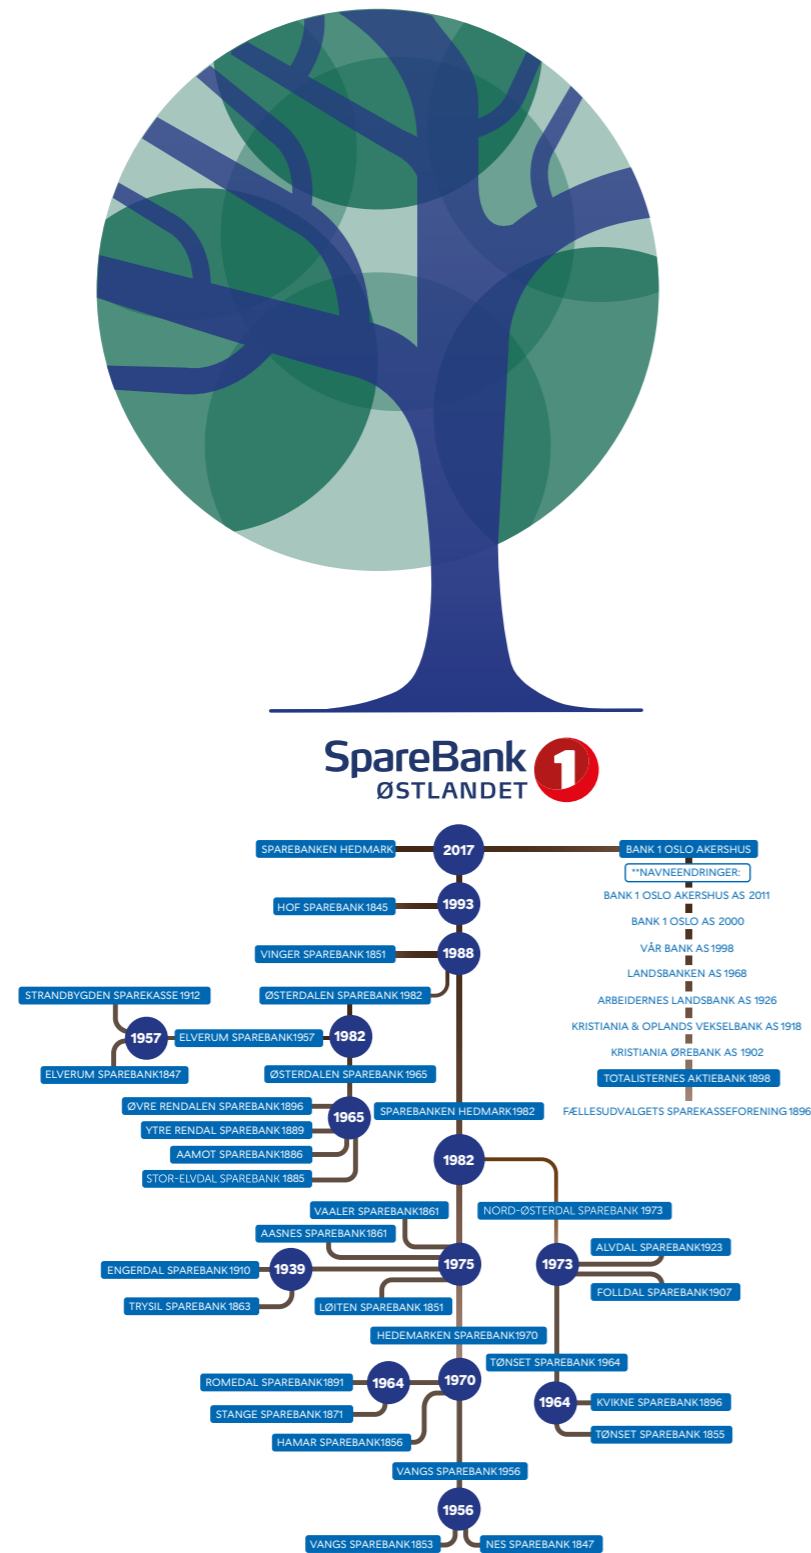 SpareBank 1
ØSTLANDET
SPAREBANKEN HEDMARK
2017
BANK 1 OSLO AKERSHUS
**NAVNEENDRINGER:
BANK 1 OSLO AKERSHUS AS 2011
BANK 1 OSLO AS 2000
VÅR BANK AS 1998
LANDSBANKEN AS 1968
ARBEIDERNES LANDSBANK AS 1926
KRISTIANIA & OPLANDS VEKSELBANK AS 1918
KRISTIANIA ØREBANK AS 1902
TOTALISTERNES AKTIEBANK 1898
FÆLLESUDVALGETS SPAREKASSEFORENING 1896
HOF SPAREBANK 1845
1993
VINGER SPAREBANK 1851
1988
STRANDBYGDEN SPAREKASSE 1912
ØSTERDALEN SPAREBANK 1982
1957
ELVERUM SPAREBANK 1957
1982
ELVERUM SPAREBANK 1847
ØSTERDALEN SPAREBANK 1965
ØVRE RENDALEN SPAREBANK 1896
1965
YTRE RENDAL SPAREBANK 1889
AAMOT SPAREBANK 1886
STOR-ELVDAL SPAREBANK 1885
SPAREBANKEN HEDMARK 1982
1982
NORD-ØSTERDAL SPAREBANK 1973
VAALER SPAREBANK 1861
AASNES SPAREBANK 1861
ENGERDAL SPAREBANK 1910
1939
1975
TRYSIL SPAREBANK 1863
LØITEN SPAREBANK 1851
1973
ALVDAL SPAREBANK 1923
FOLLDAL SPAREBANK 1907
HEDEMARKEN SPAREBANK 1970
TØNSET SPAREBANK 1964
ROMEDAL SPAREBANK 1891
1964
1970
STANGE SPAREBANK 1871
HAMAR SPAREBANK 1856
1964
KVIKNE SPAREBANK 1896
TØNSET SPAREBANK 1855
VANGS SPAREBANK 1956
1956
VANGS SPAREBANK 1853
NES SPAREBANK 1847